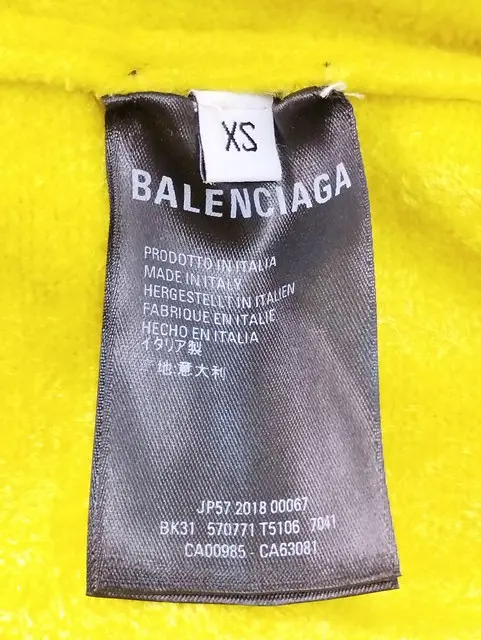 XS
BALENCIAGA
PRODOTTO IN ITALIA
MADE IN ITALY
HERGESTELLT IN ITALIEN
FABRIQUE EN ITALIE
HECHO EN ITALIA
イタリア製
地:意大利
JP57 2018 00067
BK31 570771 T5106 7041
CA00985 - CA63081